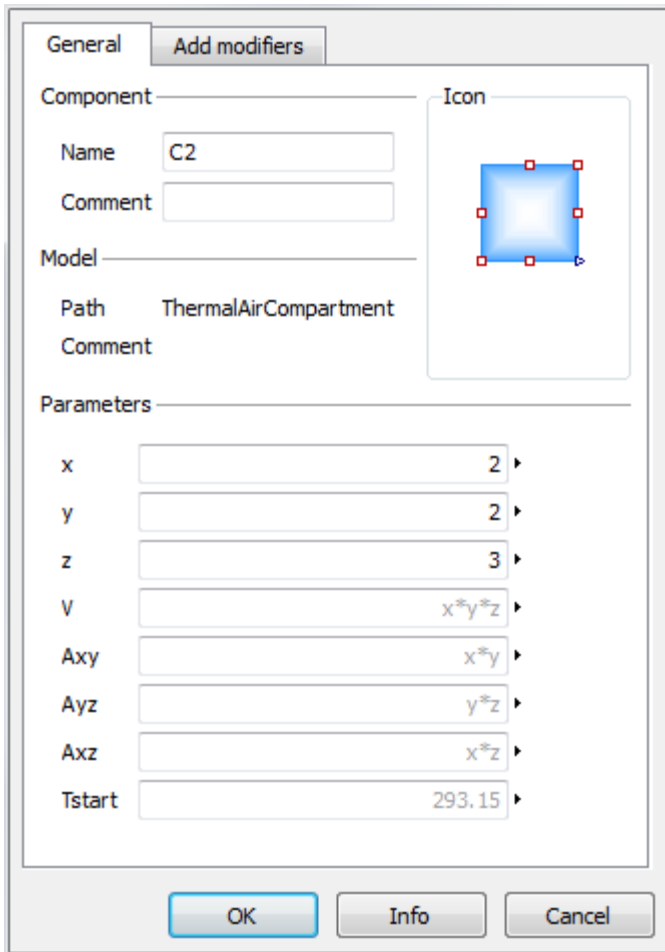 General Add modifiers
Component Icon
Name C2
Comment
Model
Path ThermalAirCompartment
Comment
Parameters
x 2
y 2
z 3
V x*y*z
Axy x*y
Ayz y*z
Axz x*z
Tstart 293.15
OK Info Cancel